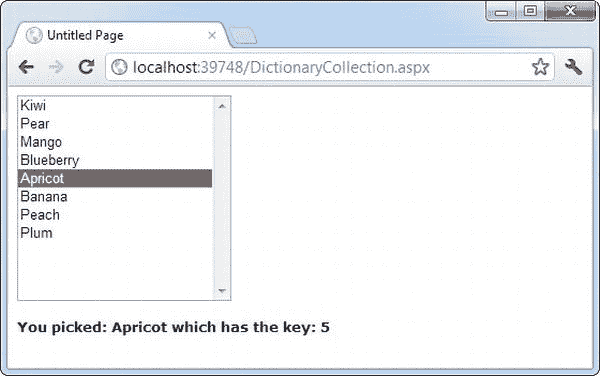 Untitled Page
localhost:39748/DictionaryCollection.aspx
Kiwi
Pear
Mango
Blueberry
Apricot
Banana
Peach
Plum
You picked: Apricot which has the key: 5